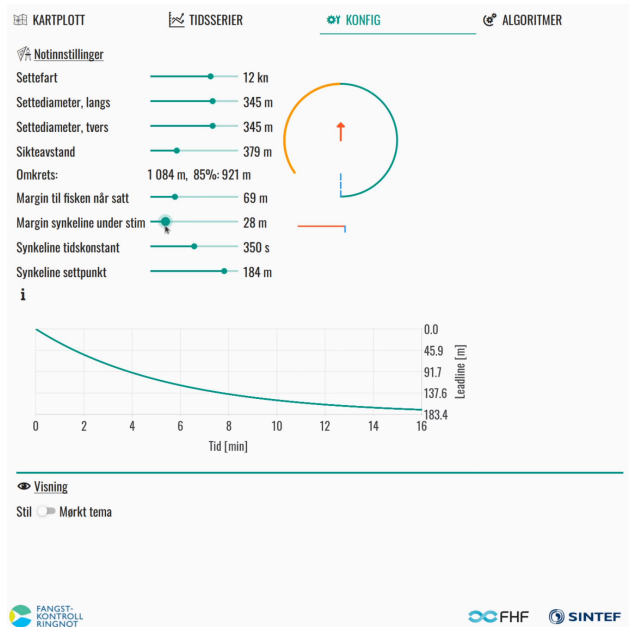 KARTPLOTT TIDSSERIER KONFIG ALGORITMER
Notinnstillinger
Settefart 12 kn
Settediameter, langs 345 m
Settediameter, tvers 345 m
Sikteavstand 379 m
Omkrets: 1 084 m, 85%: 921 m
Margin til fisken når satt 69 m
Margin synkeline under stim 28 m
Synkeline tidskonstant 350 s
Synkeline settpunkt 184 m
i
0.0
45.9
91.7
137.6
183.4
Leadline [m]
0 2 4 6 8 10 12 14 16
Tid [min]
Visning
Stil Mørkt tema
FANGST-
KONTROLL
RINGNOT
FHF SINTEF